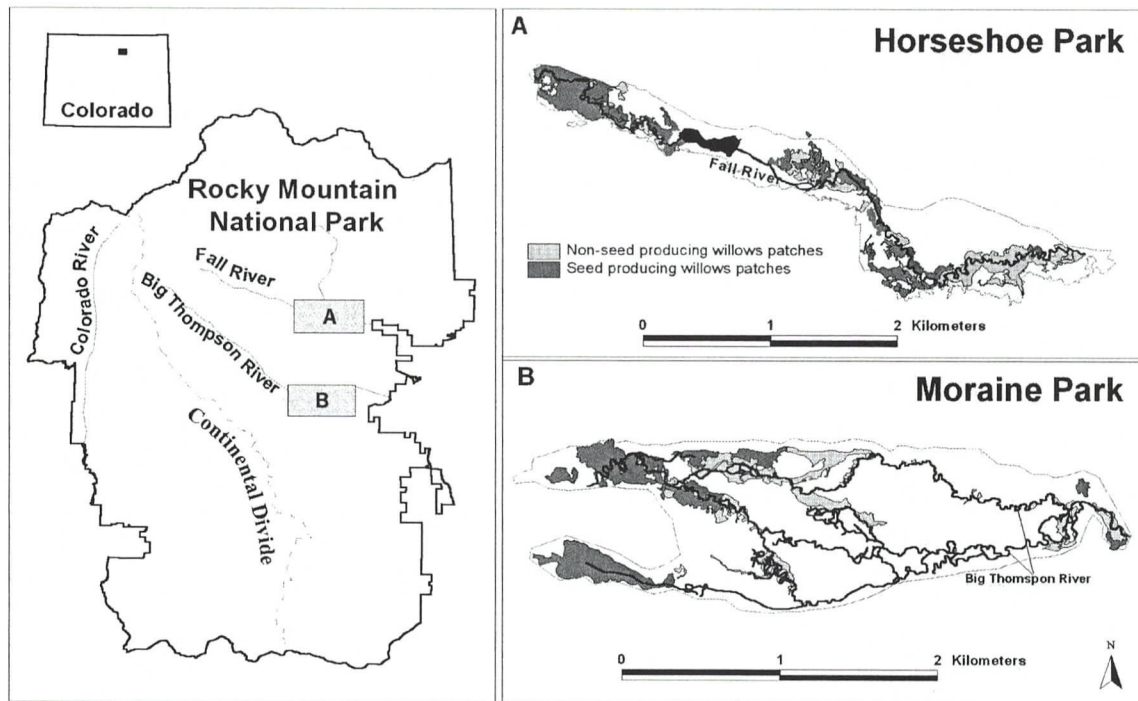 Colorado
Rocky Mountain
National Park
Colorado River
Fall River
Big Thompson River
A
B
Continental Divide
A
Horseshoe Park
Fall River
Non-seed producing willows patches
Seed producing willows patches
0 1 2 Kilometers
B
Moraine Park
Big Thomspon River
0 1 2 Kilometers
N